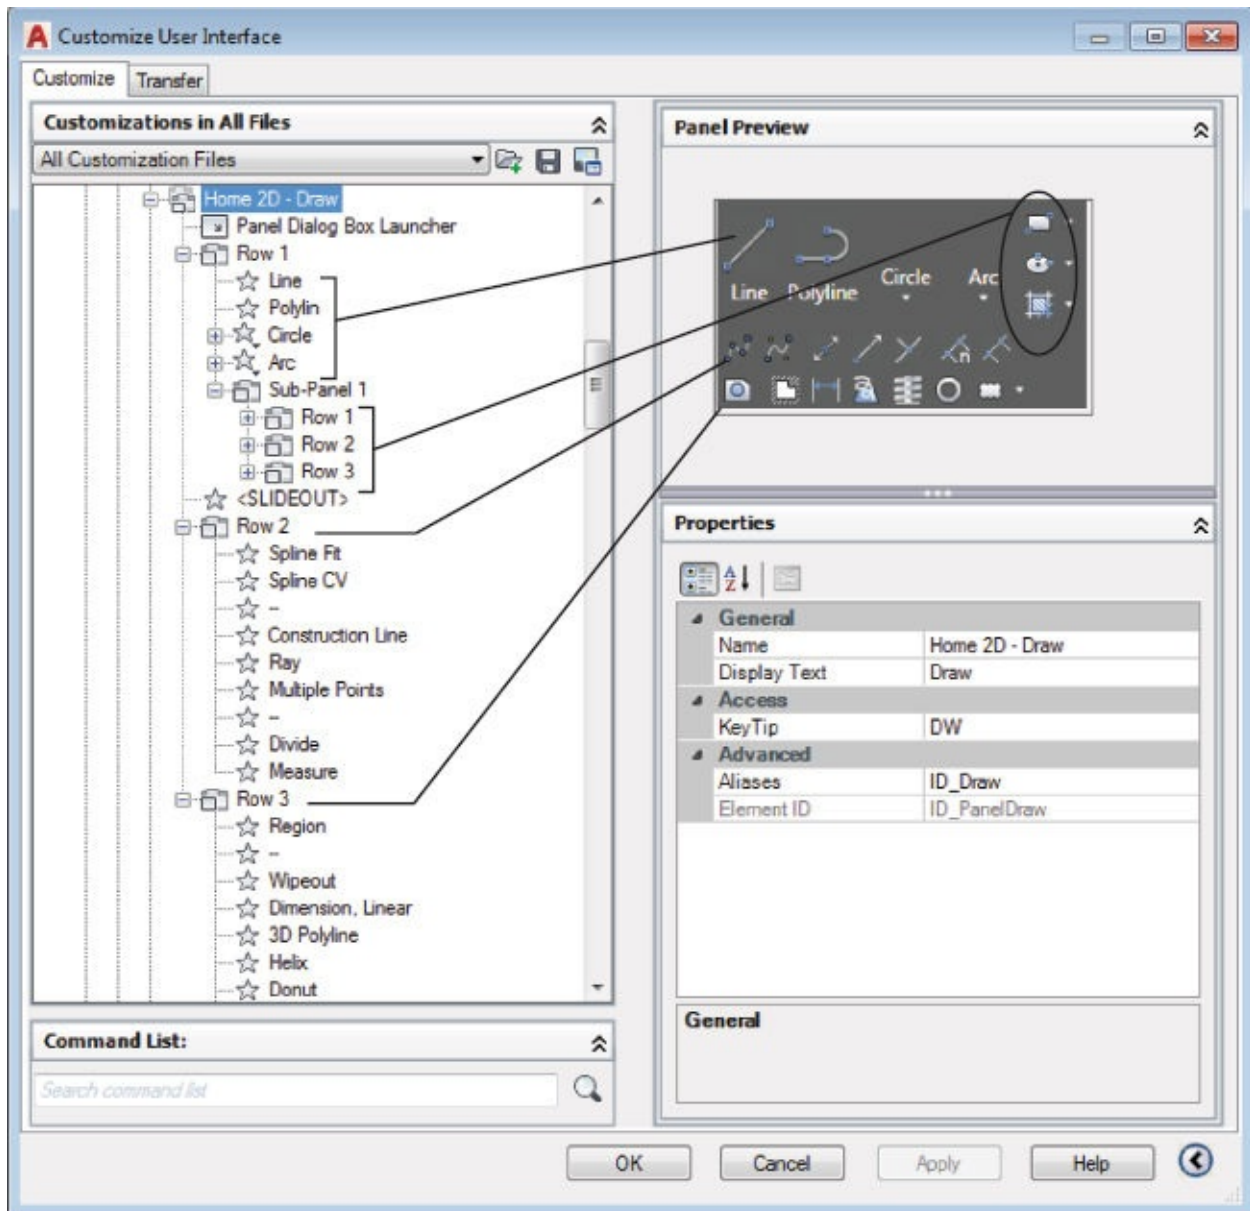 Customize User Interface
Customize Transfer
Customizations in All Files
All Customization Files
Home 2D - Draw
Panel Dialog Box Launcher
Row 1
Line
Polylin
Circle
Arc
Sub-Panel 1
Row 1
Row 2
Row 3
<SLIDEOUT>
Row 2
Spline Fit
Spline CV
--
Construction Line
Ray
Multiple Points
--
Divide
Measure
Row 3
Region
--
Wipeout
Dimension, Linear
3D Polyline
Helix
Donut
Command List:
Search command list
Panel Preview
Line Polyline Circle Arc
Properties
General
Name Home 2D - Draw
Display Text Draw
Access
KeyTip DW
Advanced
Aliases ID_Draw
Element ID ID_PanelDraw
General
OK Cancel Apply Help